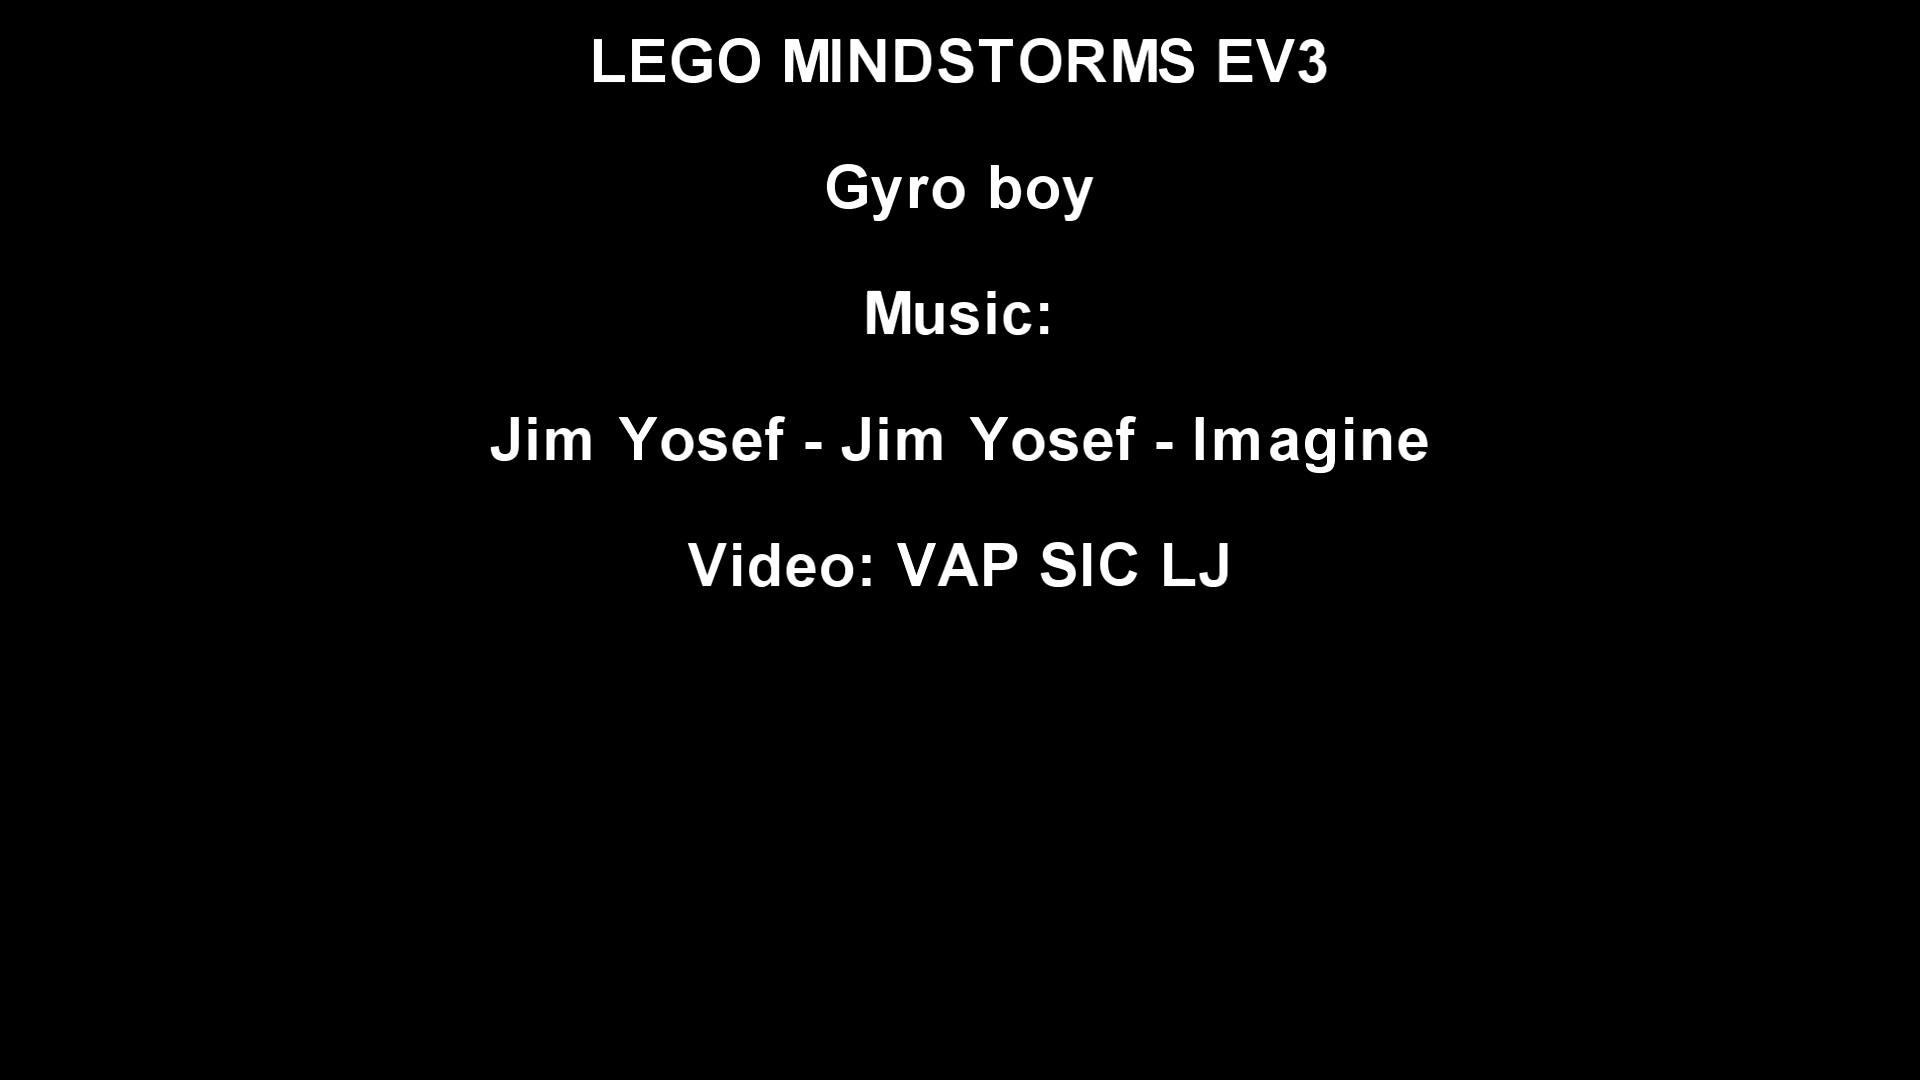 LEGO MINDSTORMS EV3
Gyro boy
Music:
Jim Yosef - Jim Yosef - Imagine
Video: VAP SIC LJ